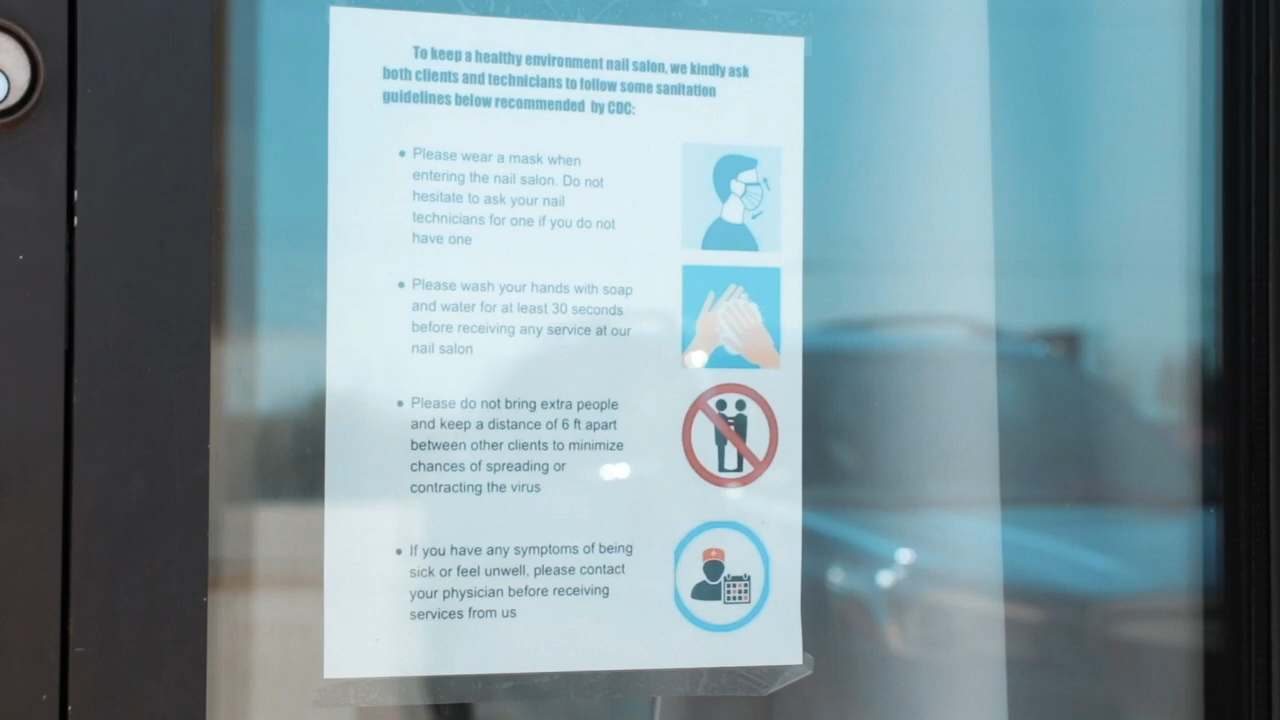 To keep a healthy environment nail salon, we kindly ask
both clients and technicians to follow some sanitation
guidelines below recommended by CDC:
• Please wear a mask when
entering the nail salon. Do not
hesitate to ask your nail
technicians for one if you do not
have one
• Please wash your hands with soap
and water for at least 30 seconds
before receiving any service at our
nail salon
• Please do not bring extra people
and keep a distance of 6 ft apart
between other clients to minimize
chances of spreading or
contracting the virus
• If you have any symptoms of being
sick or feel unwell, please contact
your physician before receiving
services from us